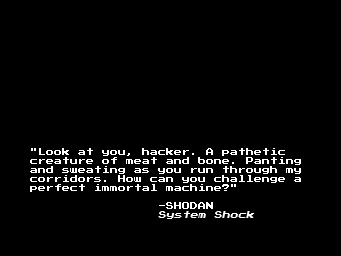 "Look at you, hacker. A pathetic
creature of meat and bone. Panting
and sweating as you run through my
corridors. How can you challenge a
perfect immortal machine?"
-SHODAN
System Shock